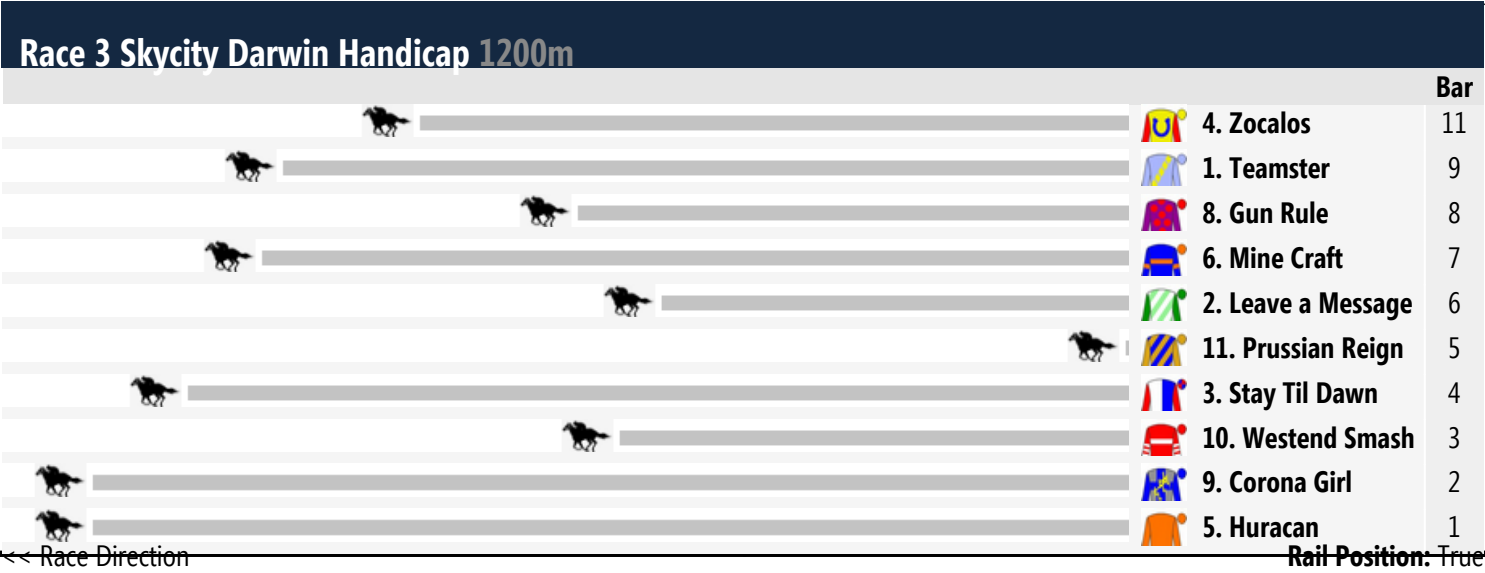 Race 3 Skycity Darwin Handicap 1200m
Bar
4. Zocalos 11
1. Teamster 9
8. Gun Rule 8
6. Mine Craft 7
2. Leave a Message 6
11. Prussian Reign 5
3. Stay Til Dawn 4
10. Westend Smash 3
9. Corona Girl 2
5. Huracan 1
<< Race Direction Rail Position: True